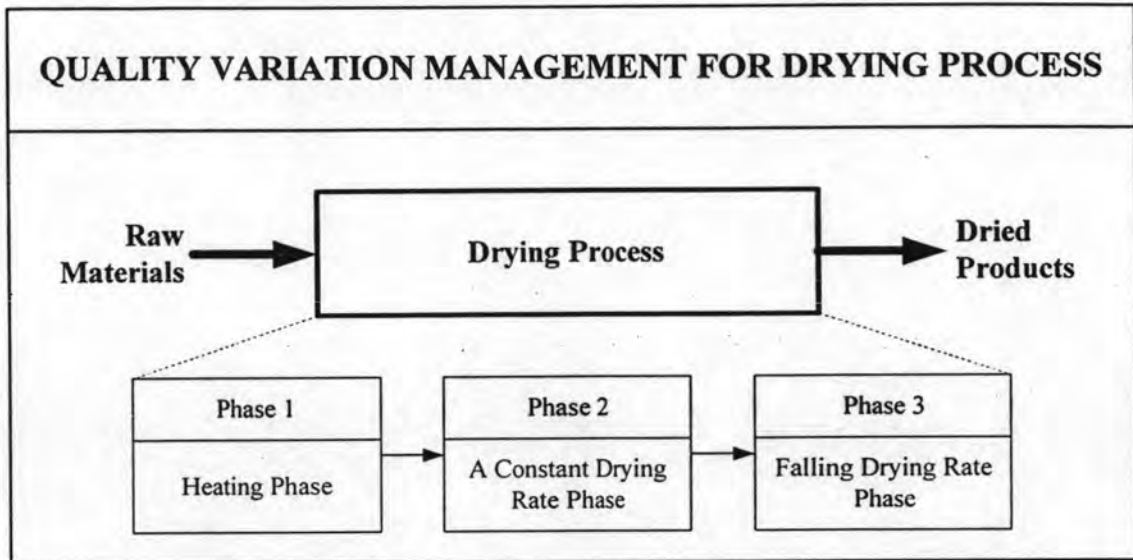 QUALITY VARIATION MANAGEMENT FOR DRYING PROCESS
Raw
Materials
Drying Process
Dried
Products
Phase 1
Heating Phase
Phase 2
A Constant Drying
Rate Phase
Phase 3
Falling Drying Rate
Phase